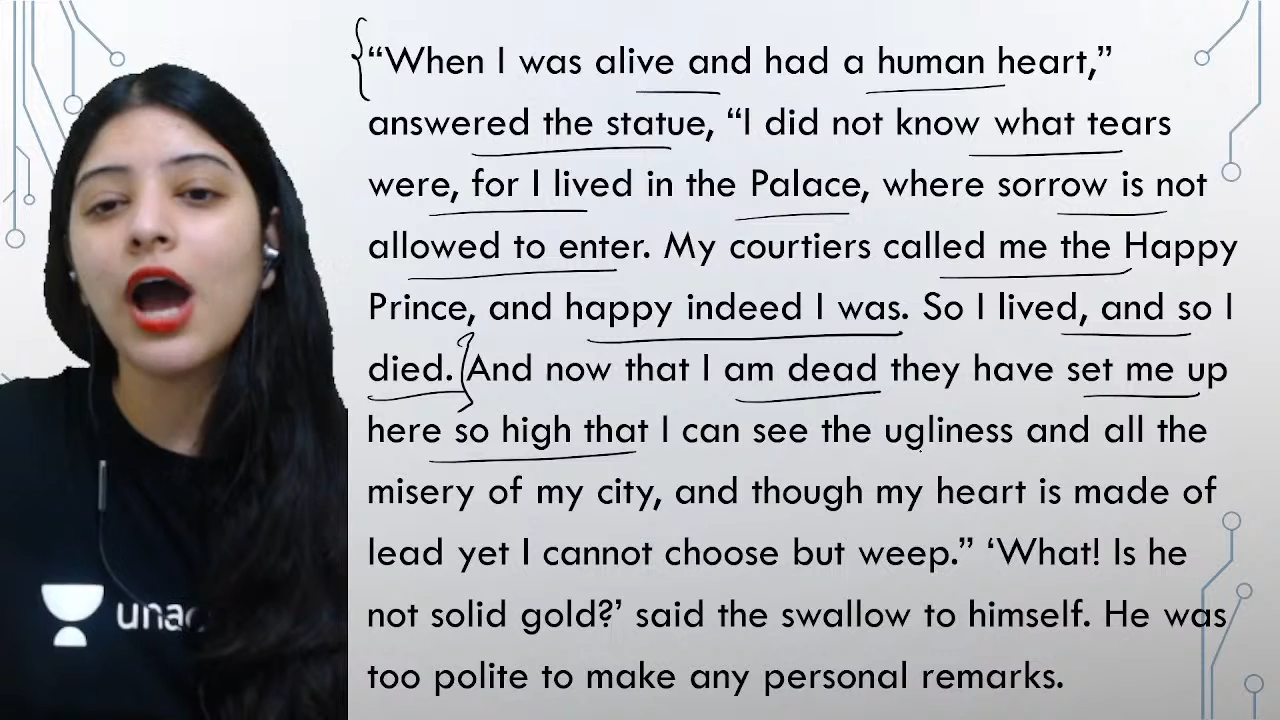 “When I was alive and had a human heart,”
answered the statue, “I did not know what tears
were, for I lived in the Palace, where sorrow is not
allowed to enter. My courtiers called me the Happy
Prince, and happy indeed I was. So I lived, and so I
died. And now that I am dead they have set me up
here so high that I can see the ugliness and all the
misery of my city, and though my heart is made of
lead yet I cannot choose but weep.” ‘What! Is he
not solid gold?’ said the swallow to himself. He was
too polite to make any personal remarks.